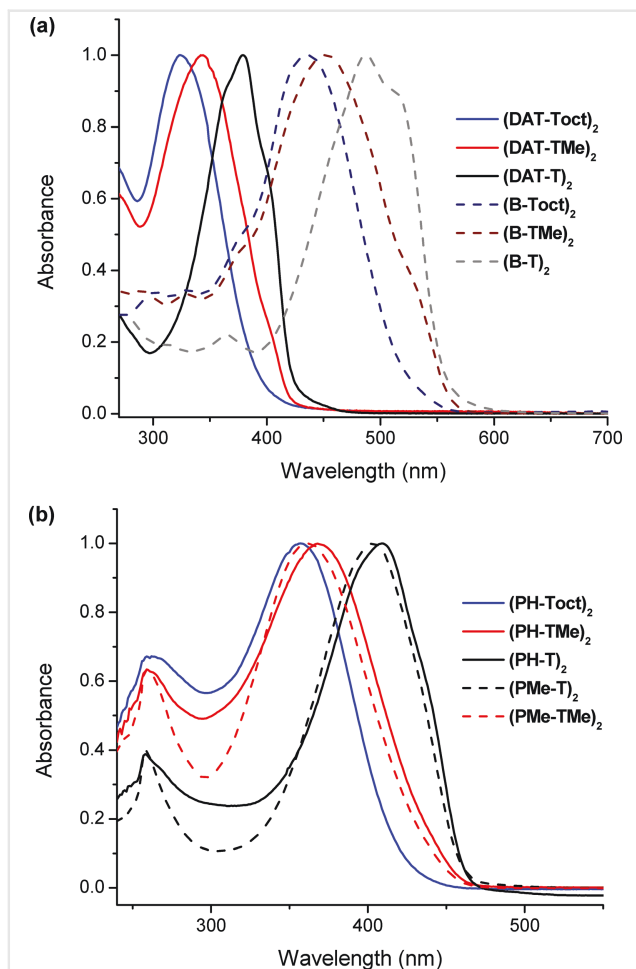 (a)
1.0
0.8
0.6
0.4
0.2
0.0
Absorbance
(DAT-Toct)₂
(DAT-TMe)₂
(DAT-T)₂
(B-Toct)₂
(B-TMe)₂
(B-T)₂
300 400 500 600 700
Wavelength (nm)
(b)
1.0
0.8
0.6
0.4
0.2
0.0
Absorbance
(PH-Toct)₂
(PH-TMe)₂
(PH-T)₂
(PMe-T)₂
(PMe-TMe)₂
300 400 500
Wavelength (nm)